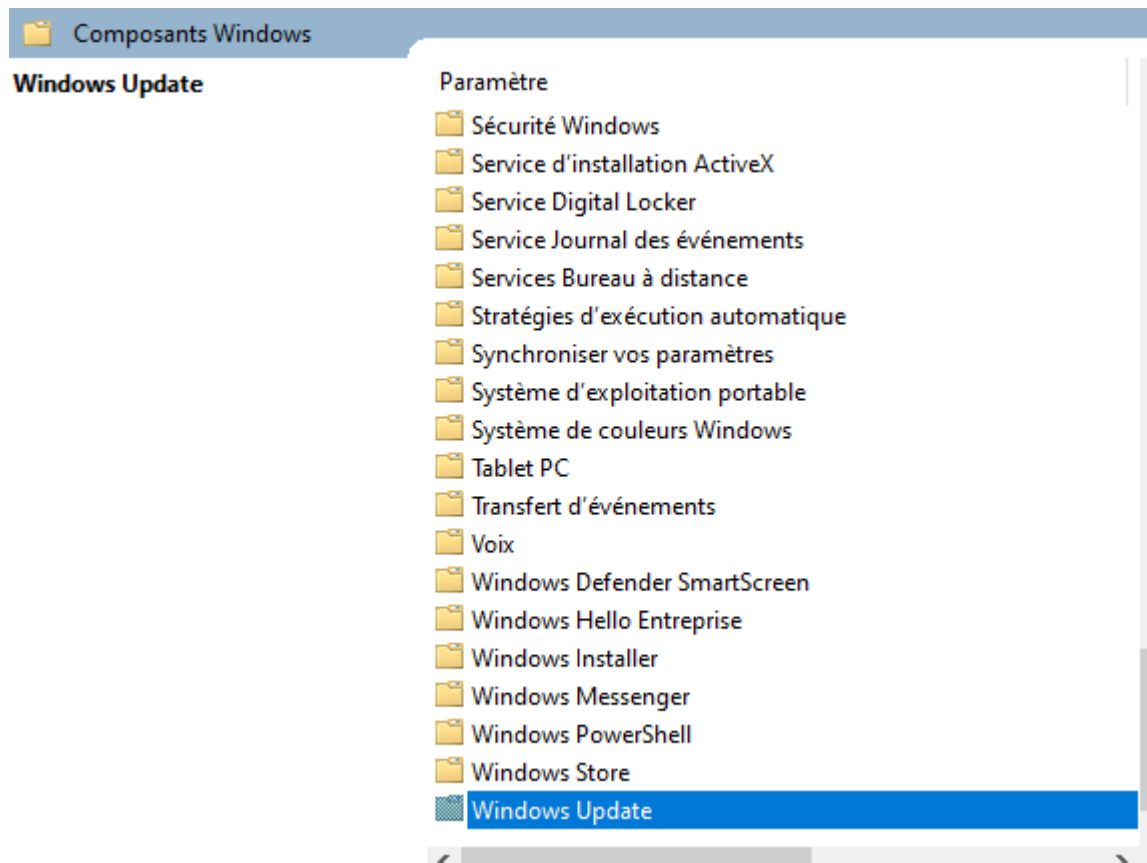 Composants Windows
Windows Update
Paramètre
Sécurité Windows
Service d'installation ActiveX
Service Digital Locker
Service Journal des événements
Services Bureau à distance
Stratégies d'exécution automatique
Synchroniser vos paramètres
Système d'exploitation portable
Système de couleurs Windows
Tablet PC
Transfert d'événements
Voix
Windows Defender SmartScreen
Windows Hello Entreprise
Windows Installer
Windows Messenger
Windows PowerShell
Windows Store
Windows Update